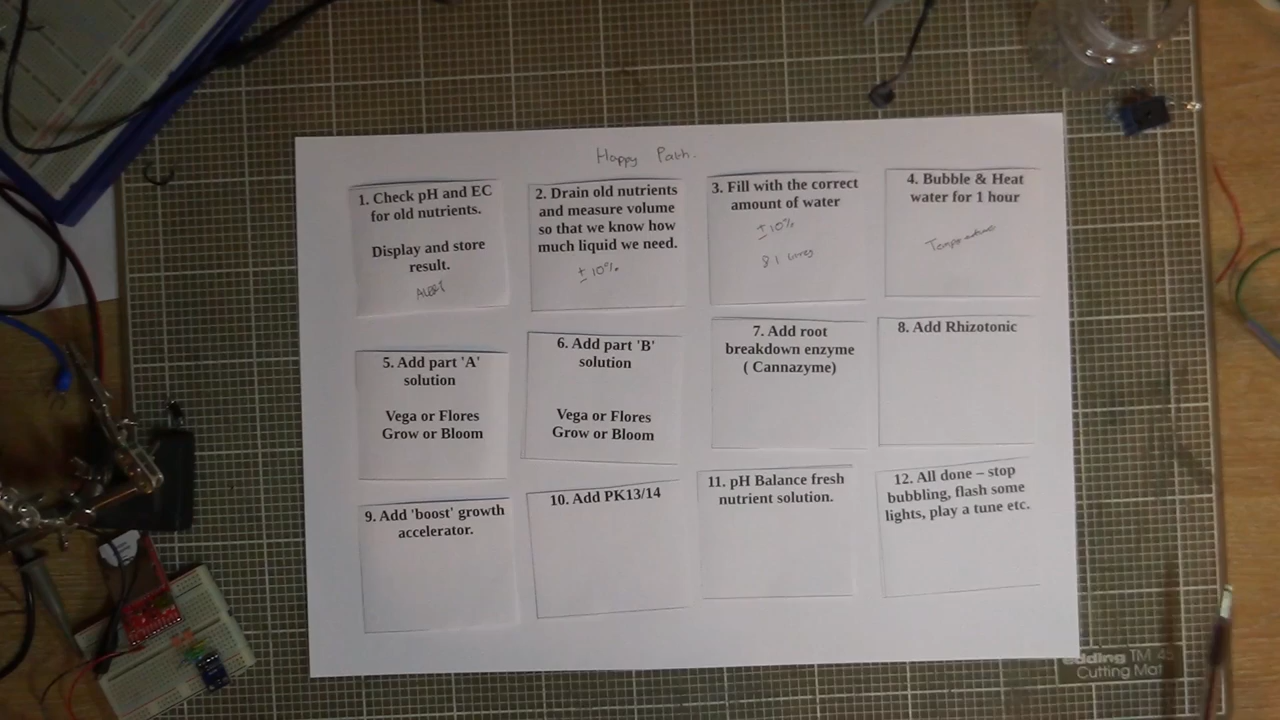 Happy Path.
1. Check pH and EC
for old nutrients.
Display and store
result.
Alert
2. Drain old nutrients
and measure volume
so that we know how
much liquid we need.
± 10%
3. Fill with the correct
amount of water
± 10%
81 litres
4. Bubble & Heat
water for 1 hour
Temperature
5. Add part 'A'
solution
Vega or Flores
Grow or Bloom
6. Add part 'B'
solution
Vega or Flores
Grow or Bloom
7. Add root
breakdown enzyme
( Cannazyme)
8. Add Rhizotonic
9. Add 'boost' growth
accelerator.
10. Add PK13/14
11. pH Balance fresh
nutrient solution.
12. All done – stop
bubbling, flash some
lights, play a tune etc.
edding TM 45
Cutting Mat